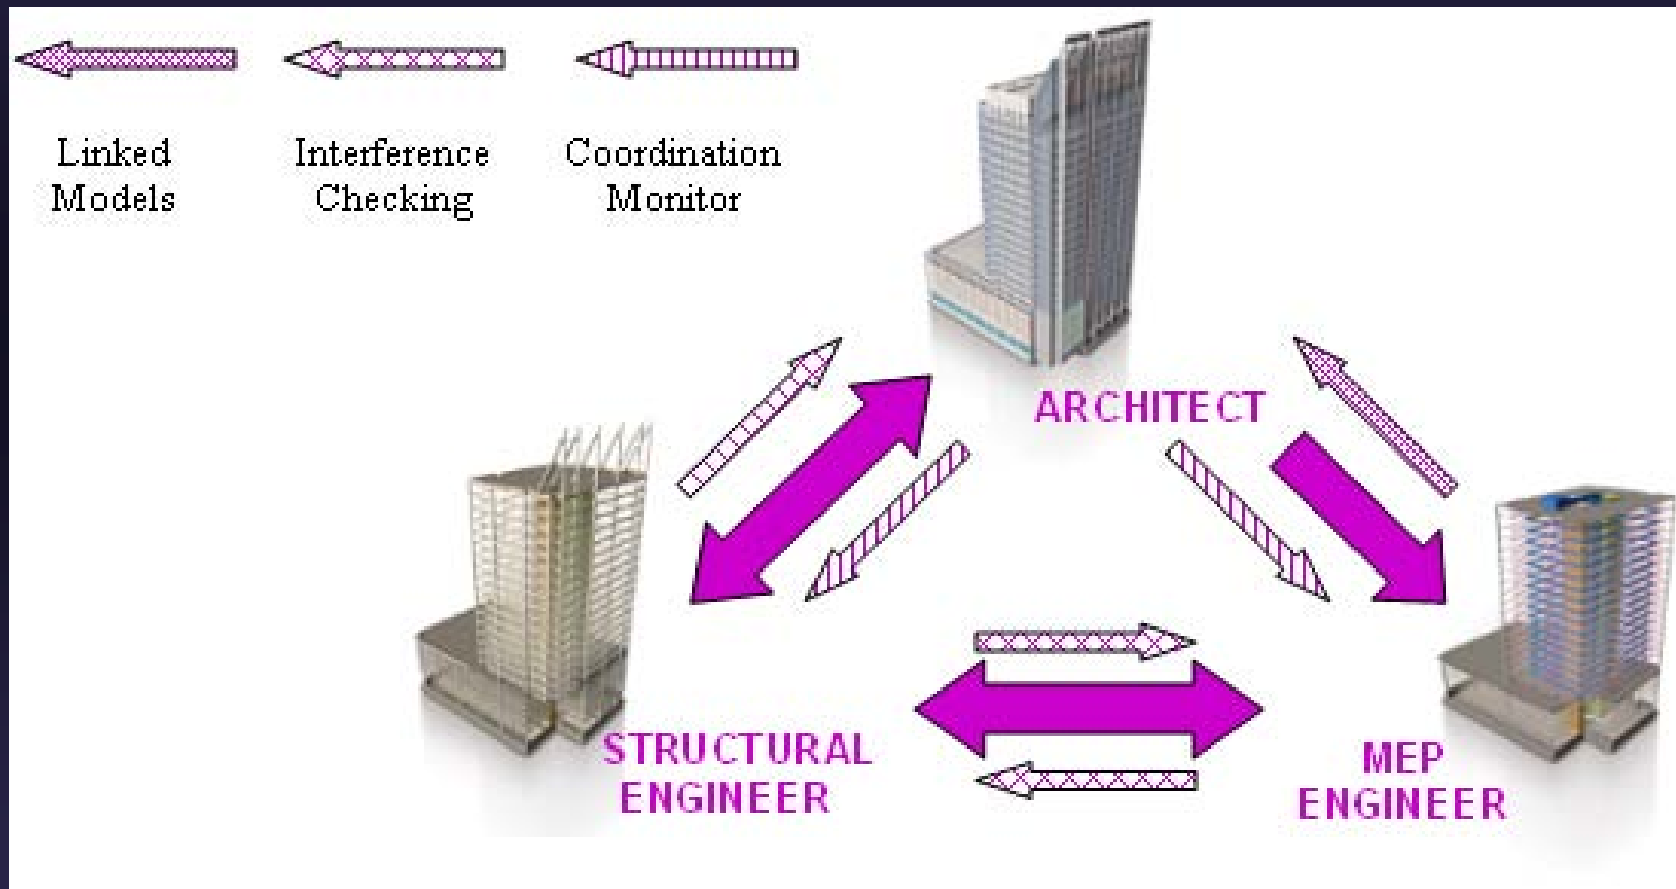 Linked
Models
Interference
Checking
Coordination
Monitor
ARCHITECT
STRUCTURAL
ENGINEER
MEP
ENGINEER